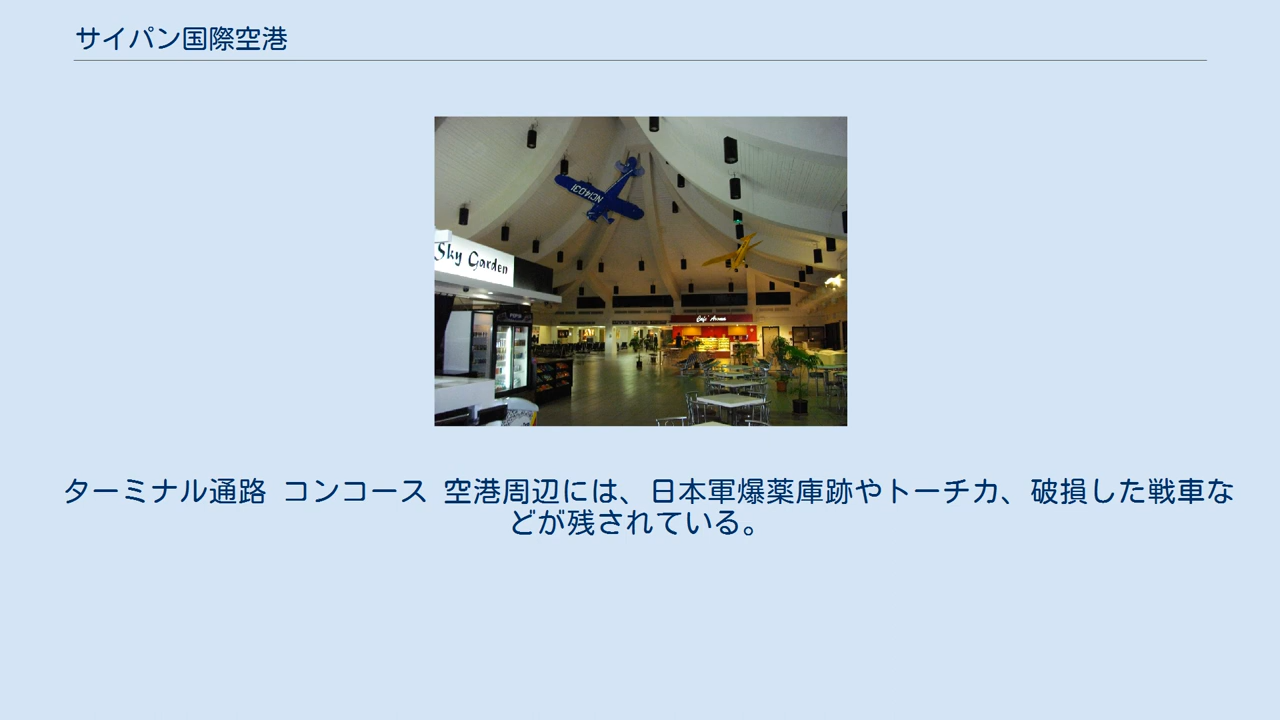 サイパン国際空港
NC14031
Sky Garden
ターミナル通路 コンコース 空港周辺には、日本軍爆薬庫跡やトーチカ、破損した戦車な
どが残されている。